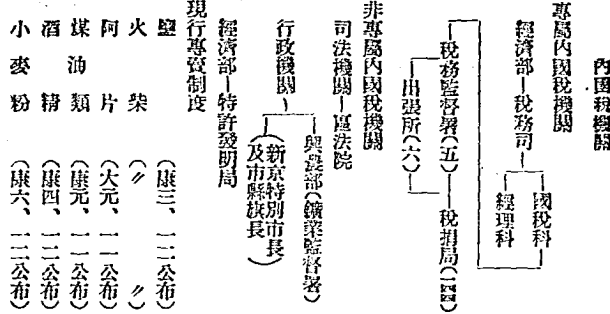 內國稅機關
專屬內國稅機關
經濟部—稅務司
國稅科
經理科
稅務監督署(五)—稅捐局(一四四)
出張所(六)
非專屬內國稅機關
司法機關—區法院
行政機關
興農部(鑛業監督署)
(新京特別市長
及市縣旗長)
經濟部—特許發明局
現行專賣制度
鹽 (康三、一二公布)
火柴 (〃 〃)
阿片 (大元、一一公布)
煤油類 (康元、一一公布)
酒精 (康四、一二公布)
小麥粉 (康六、一二公布)